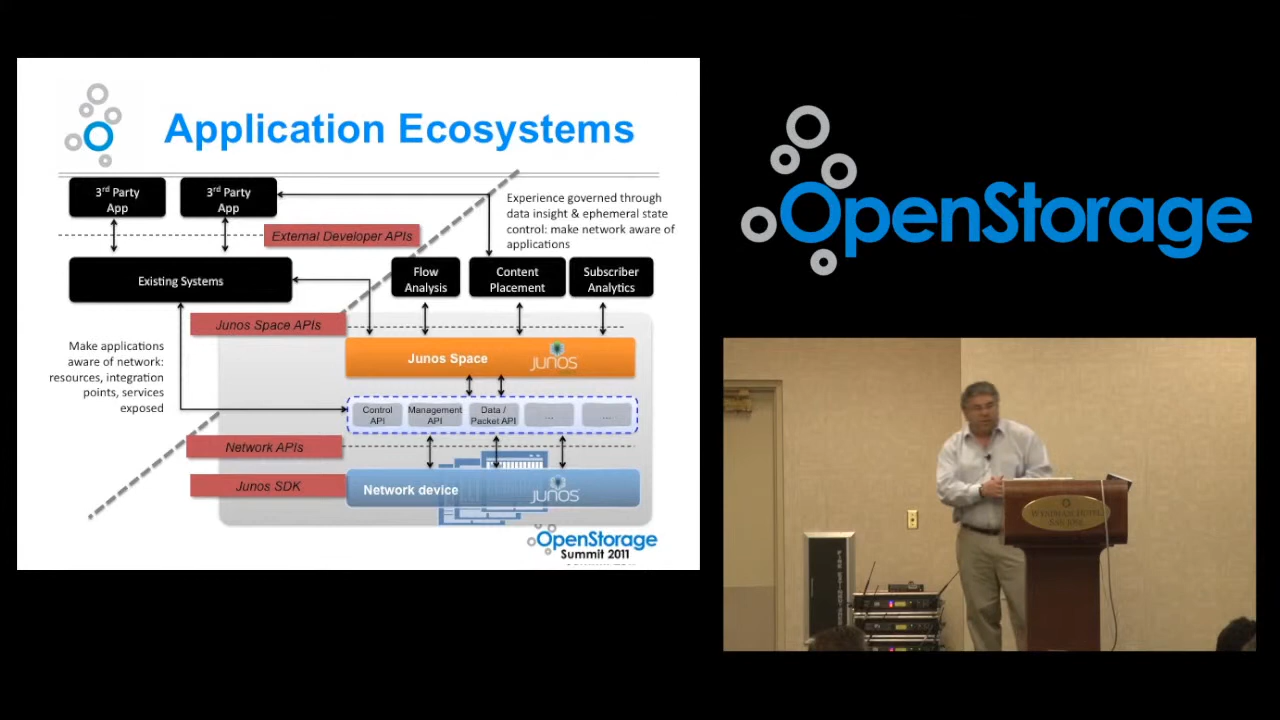 Application Ecosystems
3rd Party
App
3rd Party
App
Experience governed through
data insight & ephemeral state
control: make network aware of
applications
External Developer APIs
Existing Systems
Flow
Analysis
Content
Placement
Subscriber
Analytics
Junos Space APIs
Make applications
aware of network:
resources, integration
points, services
exposed
Junos Space
JUNOS
Control
API
Management
API
Data /
Packet API
...
...
Network APIs
Junos SDK
Network device
JUNOS
OpenStorage
Summit 2011
OpenStorage
SAN JOSE